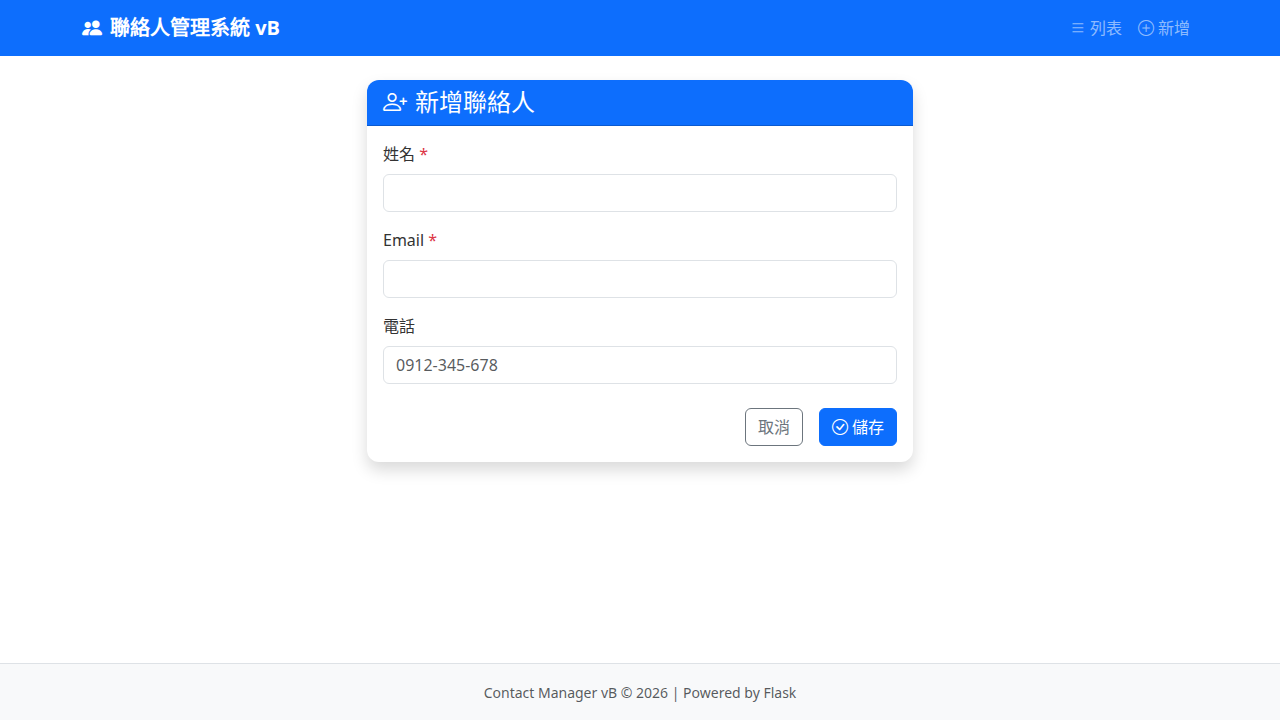 聯絡人管理系統 vB
列表
新增
新增聯絡人
姓名 *
Email *
電話
0912-345-678
取消
儲存
Contact Manager vB © 2026 | Powered by Flask